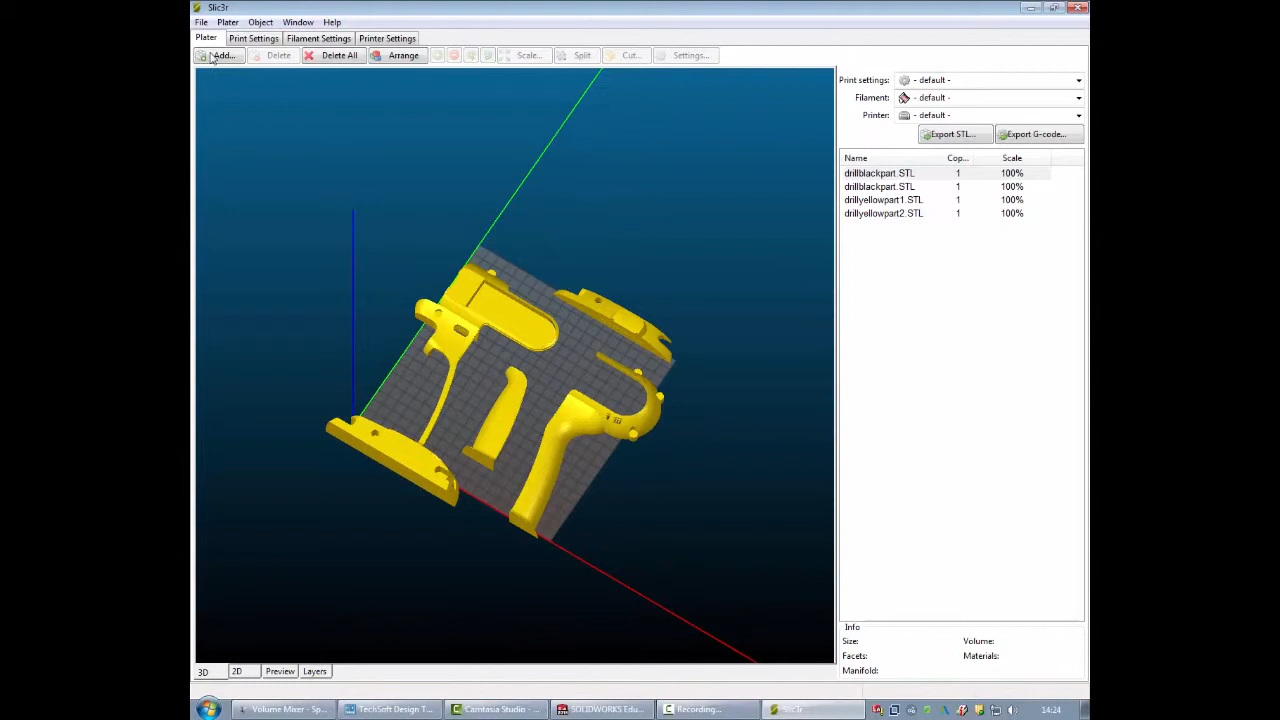 Slic3r
File Plater Object Window Help
Plater Print Settings Filament Settings Printer Settings
Add... Delete Delete All Arrange Scale... Split Cut... Settings...
Print settings: - default -
Filament: - default -
Printer: - default -
Export STL... Export G-code...
Name Cop... Scale
drillblackpart.STL 1 100%
drillblackpart.STL 1 100%
drillyellowpart1.STL 1 100%
drillyellowpart2.STL 1 100%
Info
Size: Volume:
Facets: Materials:
Manifold:
3D 2D Preview Layers
Volume Mixer - Sp... TechSoft Design T... Camtasia Studio - ... SOLIDWORKS Edu... Recording... Slic3r 14:24